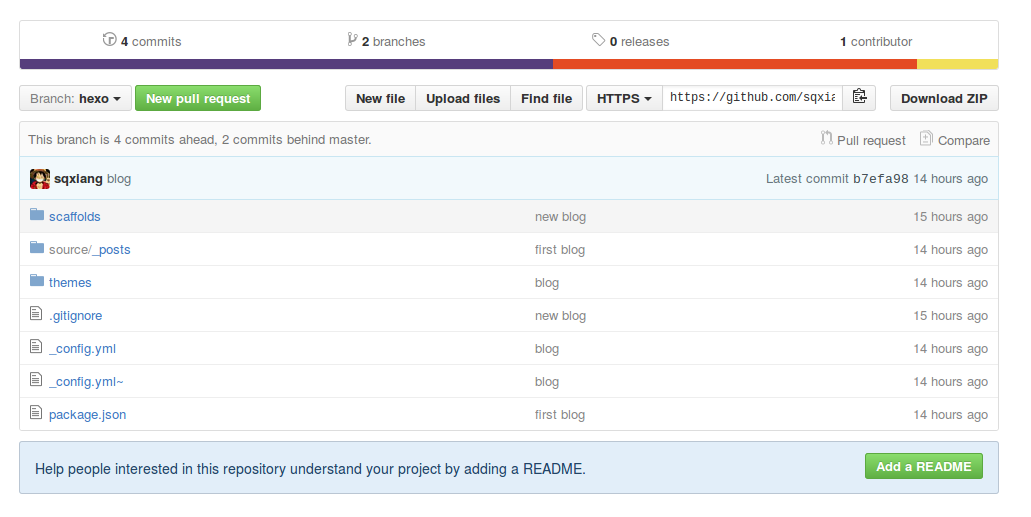 4 commits 2 branches 0 releases 1 contributor
Branch: hexo New pull request New file Upload files Find file HTTPS https://github.com/sqxia Download ZIP
This branch is 4 commits ahead, 2 commits behind master. Pull request Compare
sqxiang blog Latest commit b7efa98 14 hours ago
scaffolds new blog 15 hours ago
source/_posts first blog 14 hours ago
themes blog 14 hours ago
.gitignore new blog 15 hours ago
_config.yml blog 14 hours ago
_config.yml~ blog 14 hours ago
package.json first blog 14 hours ago
Help people interested in this repository understand your project by adding a README. Add a README